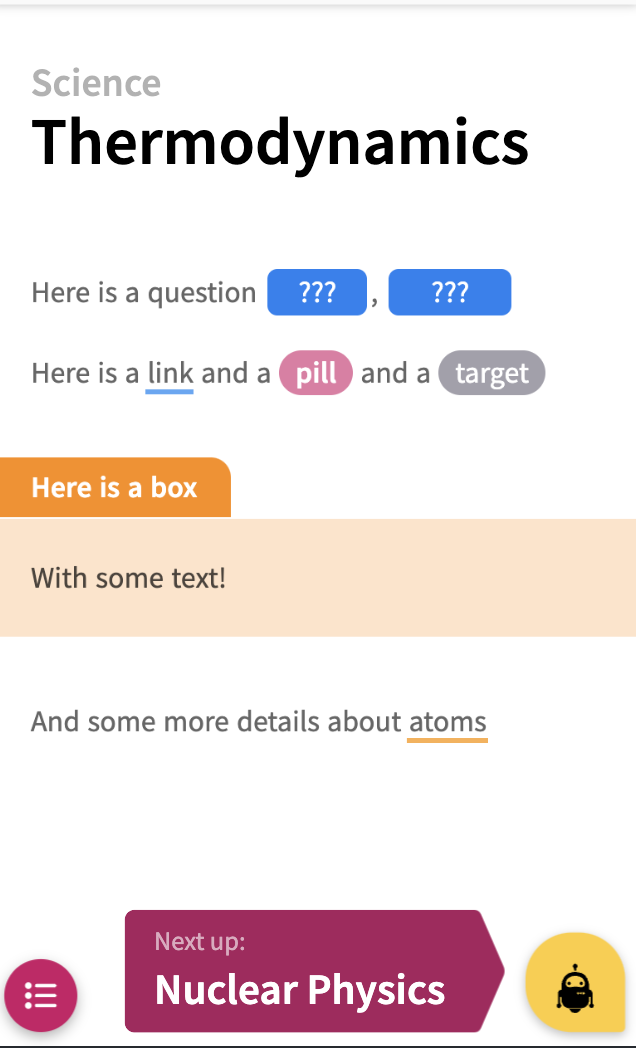 Science
Thermodynamics
Here is a question ??? , ???
Here is a link and a pill and a target
Here is a box
With some text!
And some more details about atoms
Next up:
Nuclear Physics